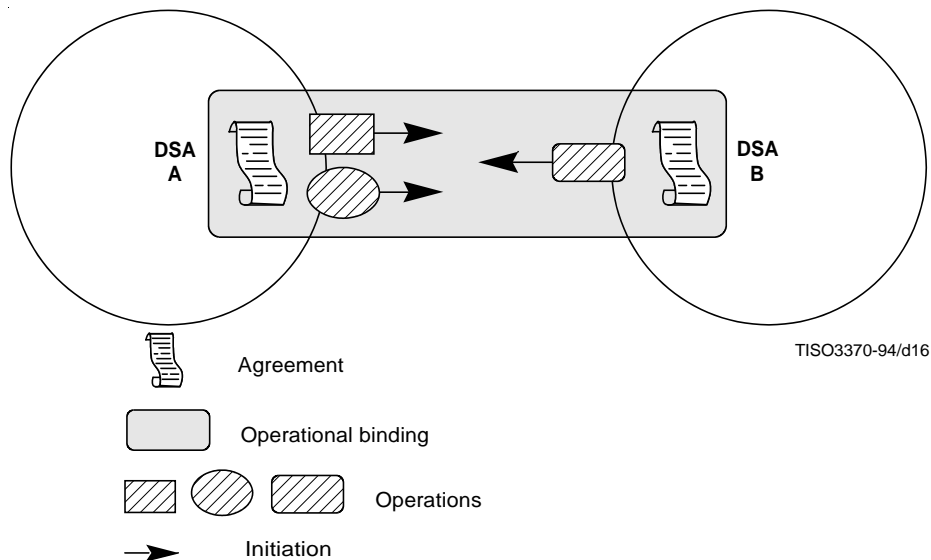 DSA
A
DSA
B
TISO3370-94/d16
Agreement
Operational binding
Operations
Initiation